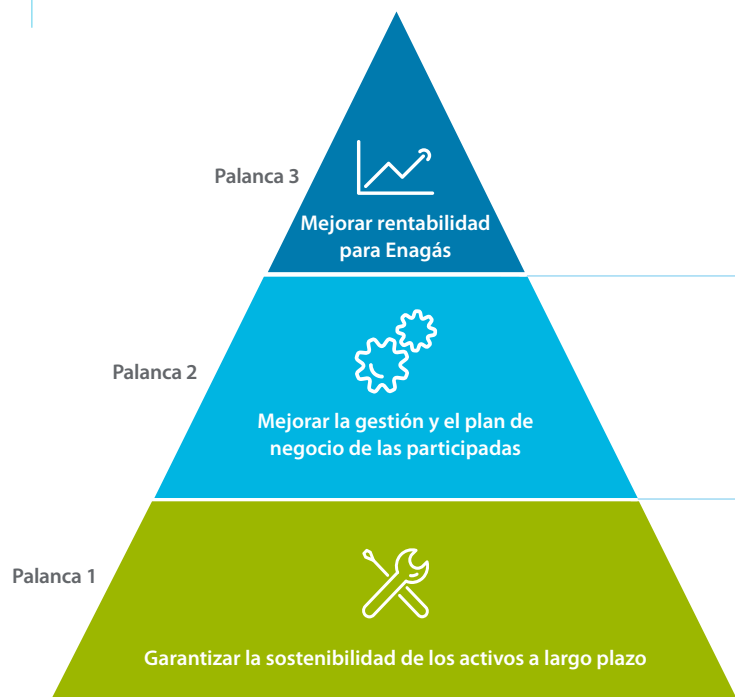 Palanca 3
Mejorar rentabilidad
para Enagás
Palanca 2
Mejorar la gestión y el plan de
negocio de las participadas
Palanca 1
Garantizar la sostenibilidad de los activos a largo plazo